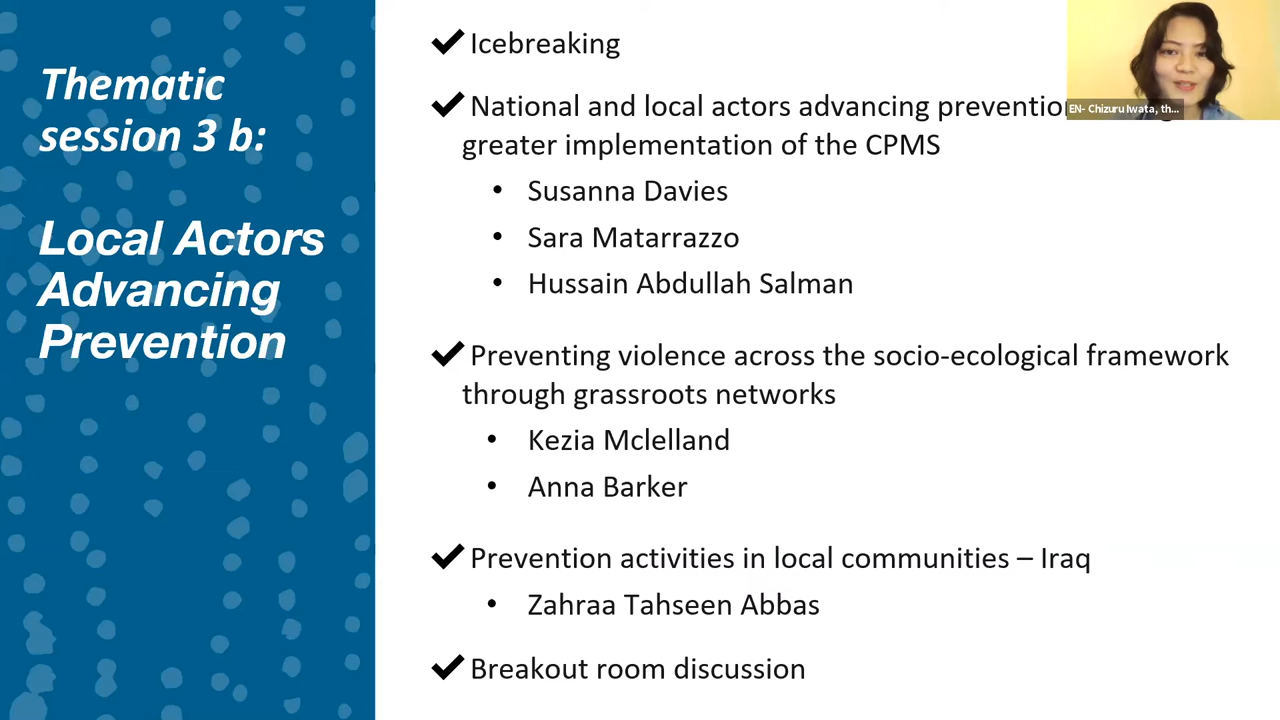 Thematic
session 3 b:
Local Actors
Advancing
Prevention
Icebreaking
National and local actors advancing
greater implementation of the CPMS
Susanna Davies
Sara Matarrazzo
Hussain Abdullah Salman
Preventing violence across the socio-ecological framework
through grassroots networks
Kezia Mclelland
Anna Barker
Prevention activities in local communities – Iraq
Zahraa Tahseen Abbas
Breakout room discussion
EN- Chizuru Iwata, th...